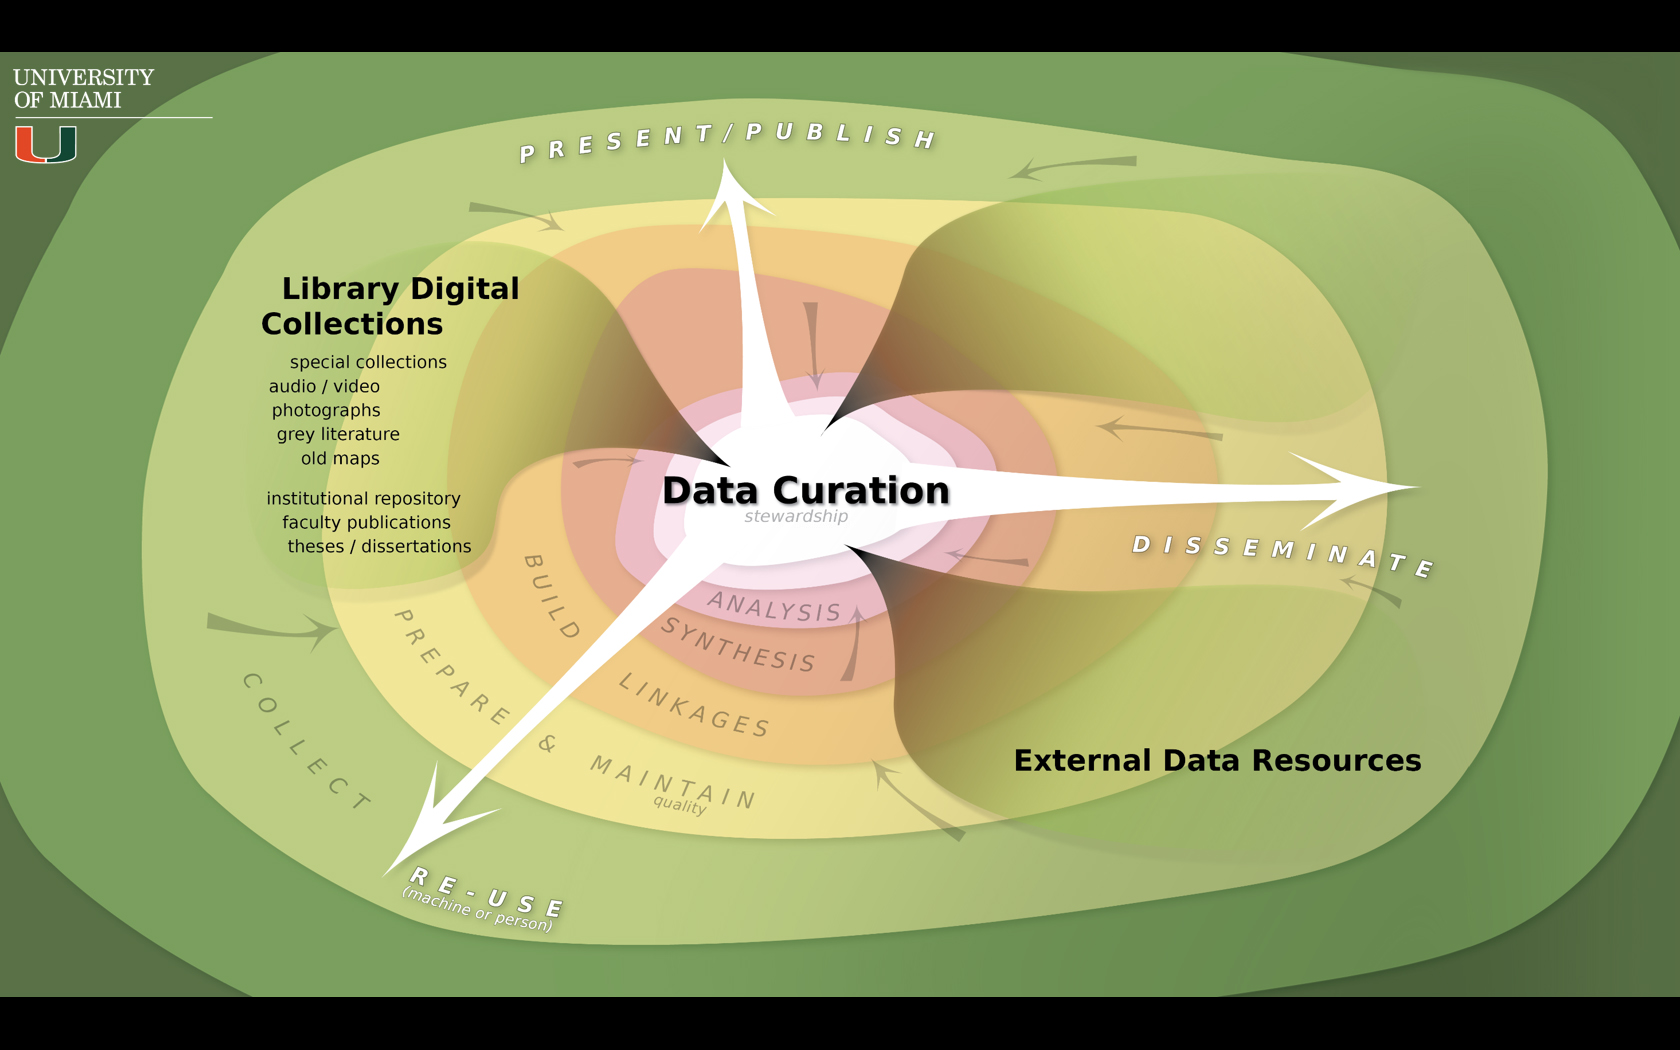 UNIVERSITY
OF MIAMI
PRESENT/PUBLISH
Library Digital
Collections
special collections
audio / video
photographs
grey literature
old maps
institutional repository
faculty publications
theses / dissertations
Data Curation
stewardship
DISSEMINATE
ANALYSIS
SYNTHESIS
BUILD LINKAGES
PREPARE & MAINTAIN
quality
COLLECT
External Data Resources
RE-USE
(machine or person)